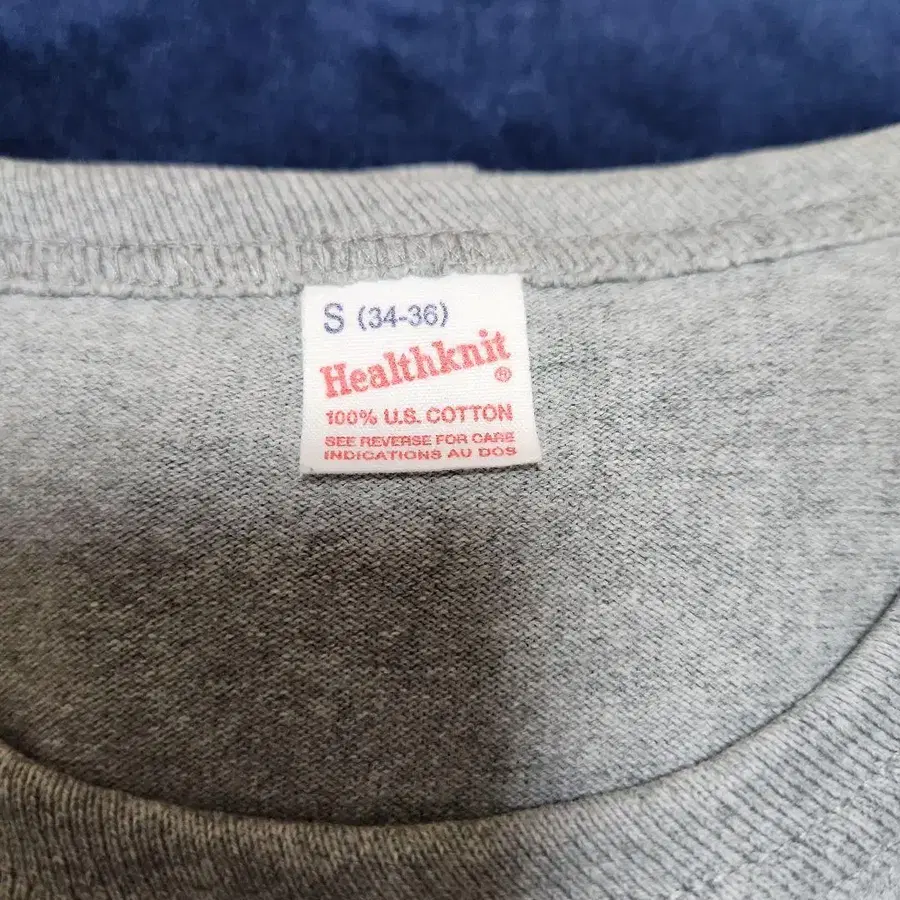 S (34-36)
Healthknit®
100% U.S. COTTON
SEE REVERSE FOR CARE
INDICATIONS AU DOS